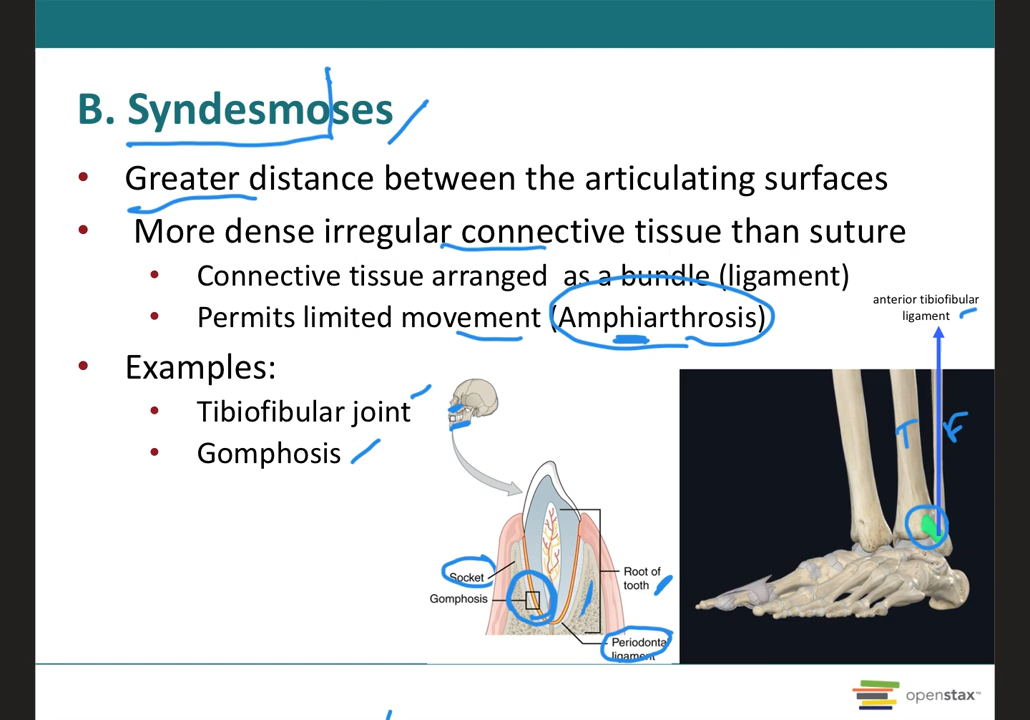 B. Syndesmoses
• Greater distance between the articulating surfaces
• More dense irregular connective tissue than suture
• Connective tissue arranged as a bundle (ligament)
• Permits limited movement (Amphiarthrosis)
anterior tibiofibular
ligament
• Examples:
• Tibiofibular joint
• Gomphosis
T F
Socket
Gomphosis
Root of
tooth
Periodontal
ligament
openstax™